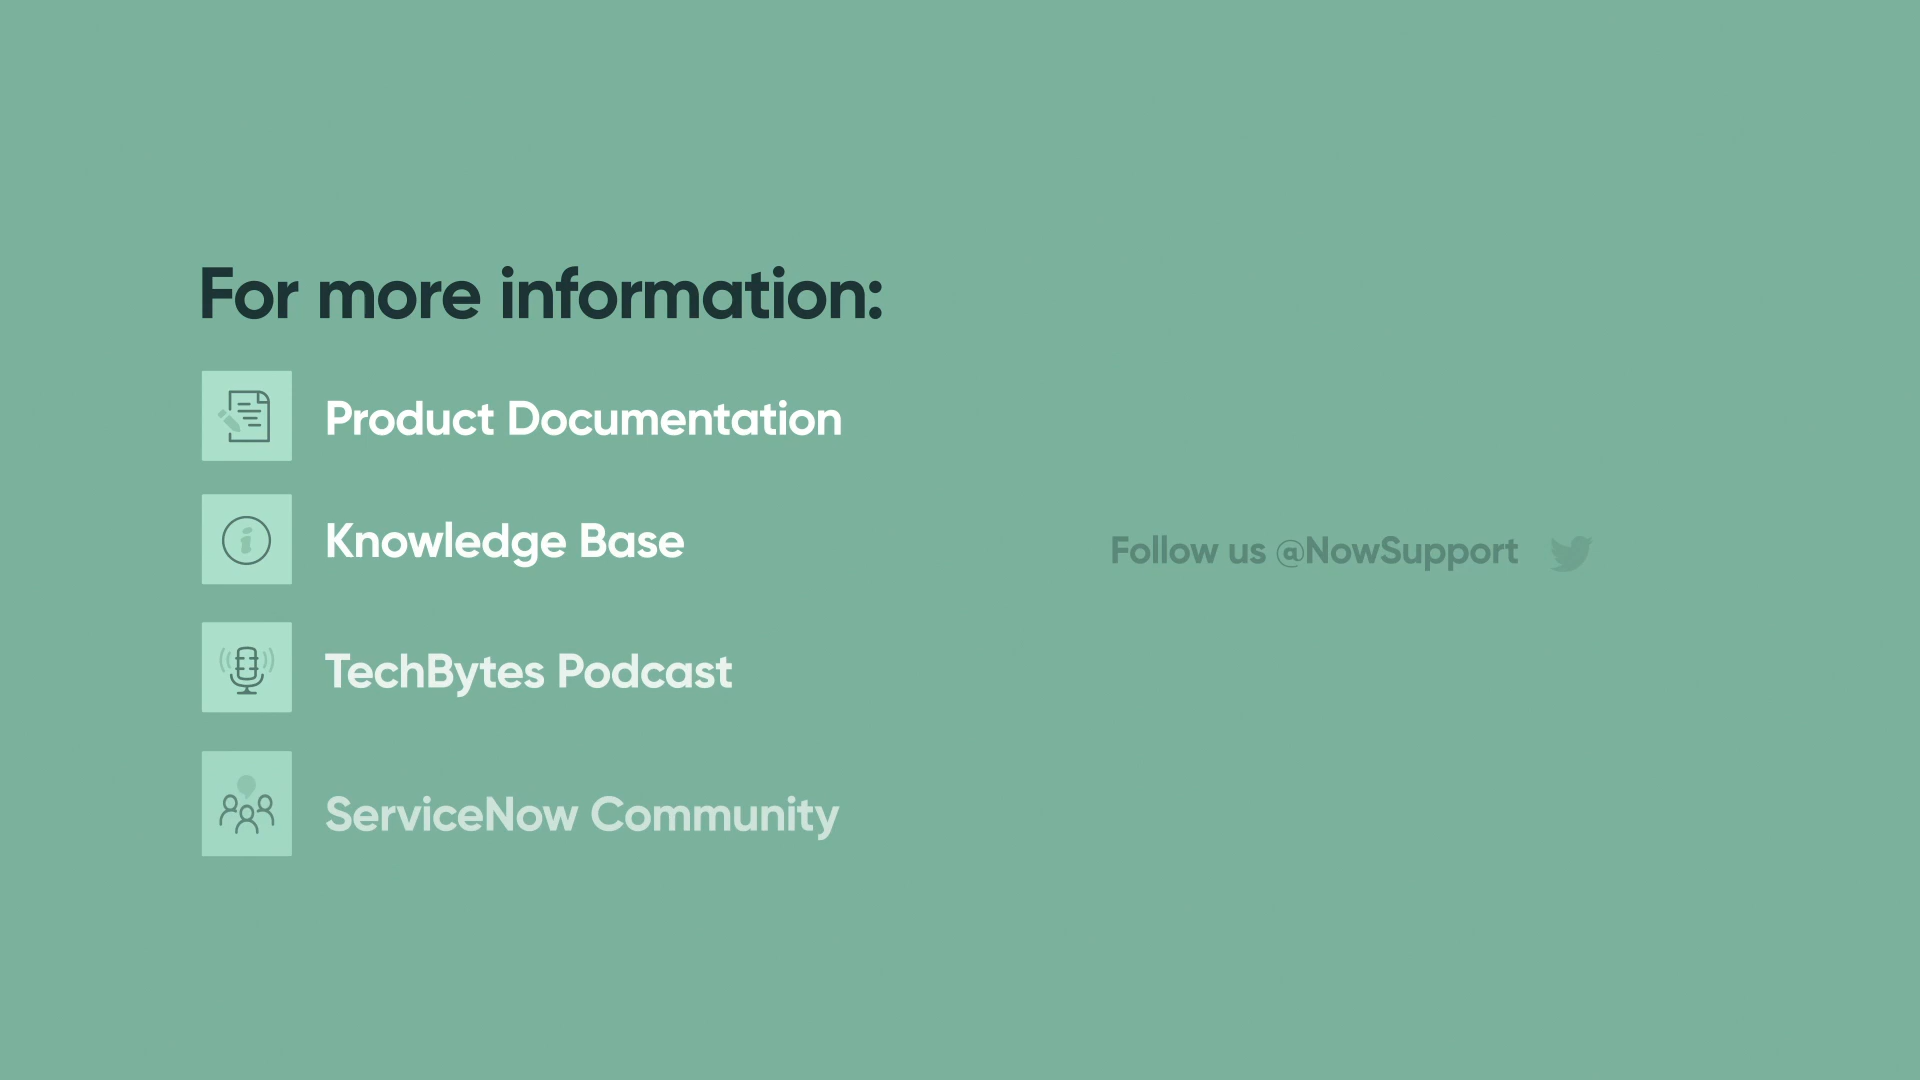 For more information:
Product Documentation
Knowledge Base
TechBytes Podcast
ServiceNow Community
Follow us @NowSupport